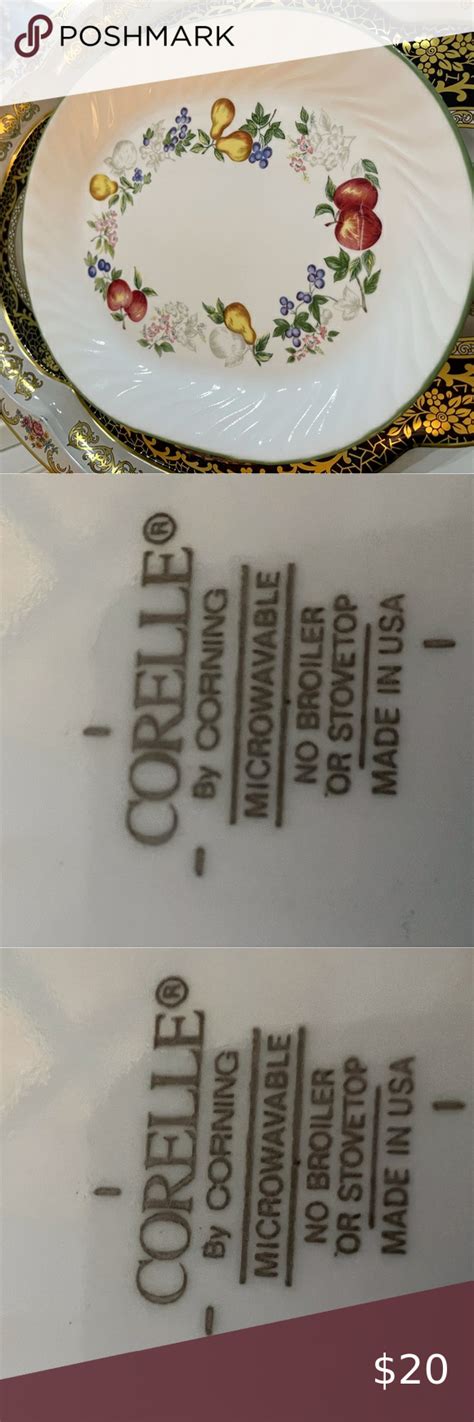 POSHMARK
CORELLE®
By CORNING
MICROWAVABLE
NO BROILER
OR STOVETOP
MADE IN USA
CORELLE®
By CORNING
MICROWAVABLE
NO BROILER
OR STOVETOP
MADE IN USA
$20